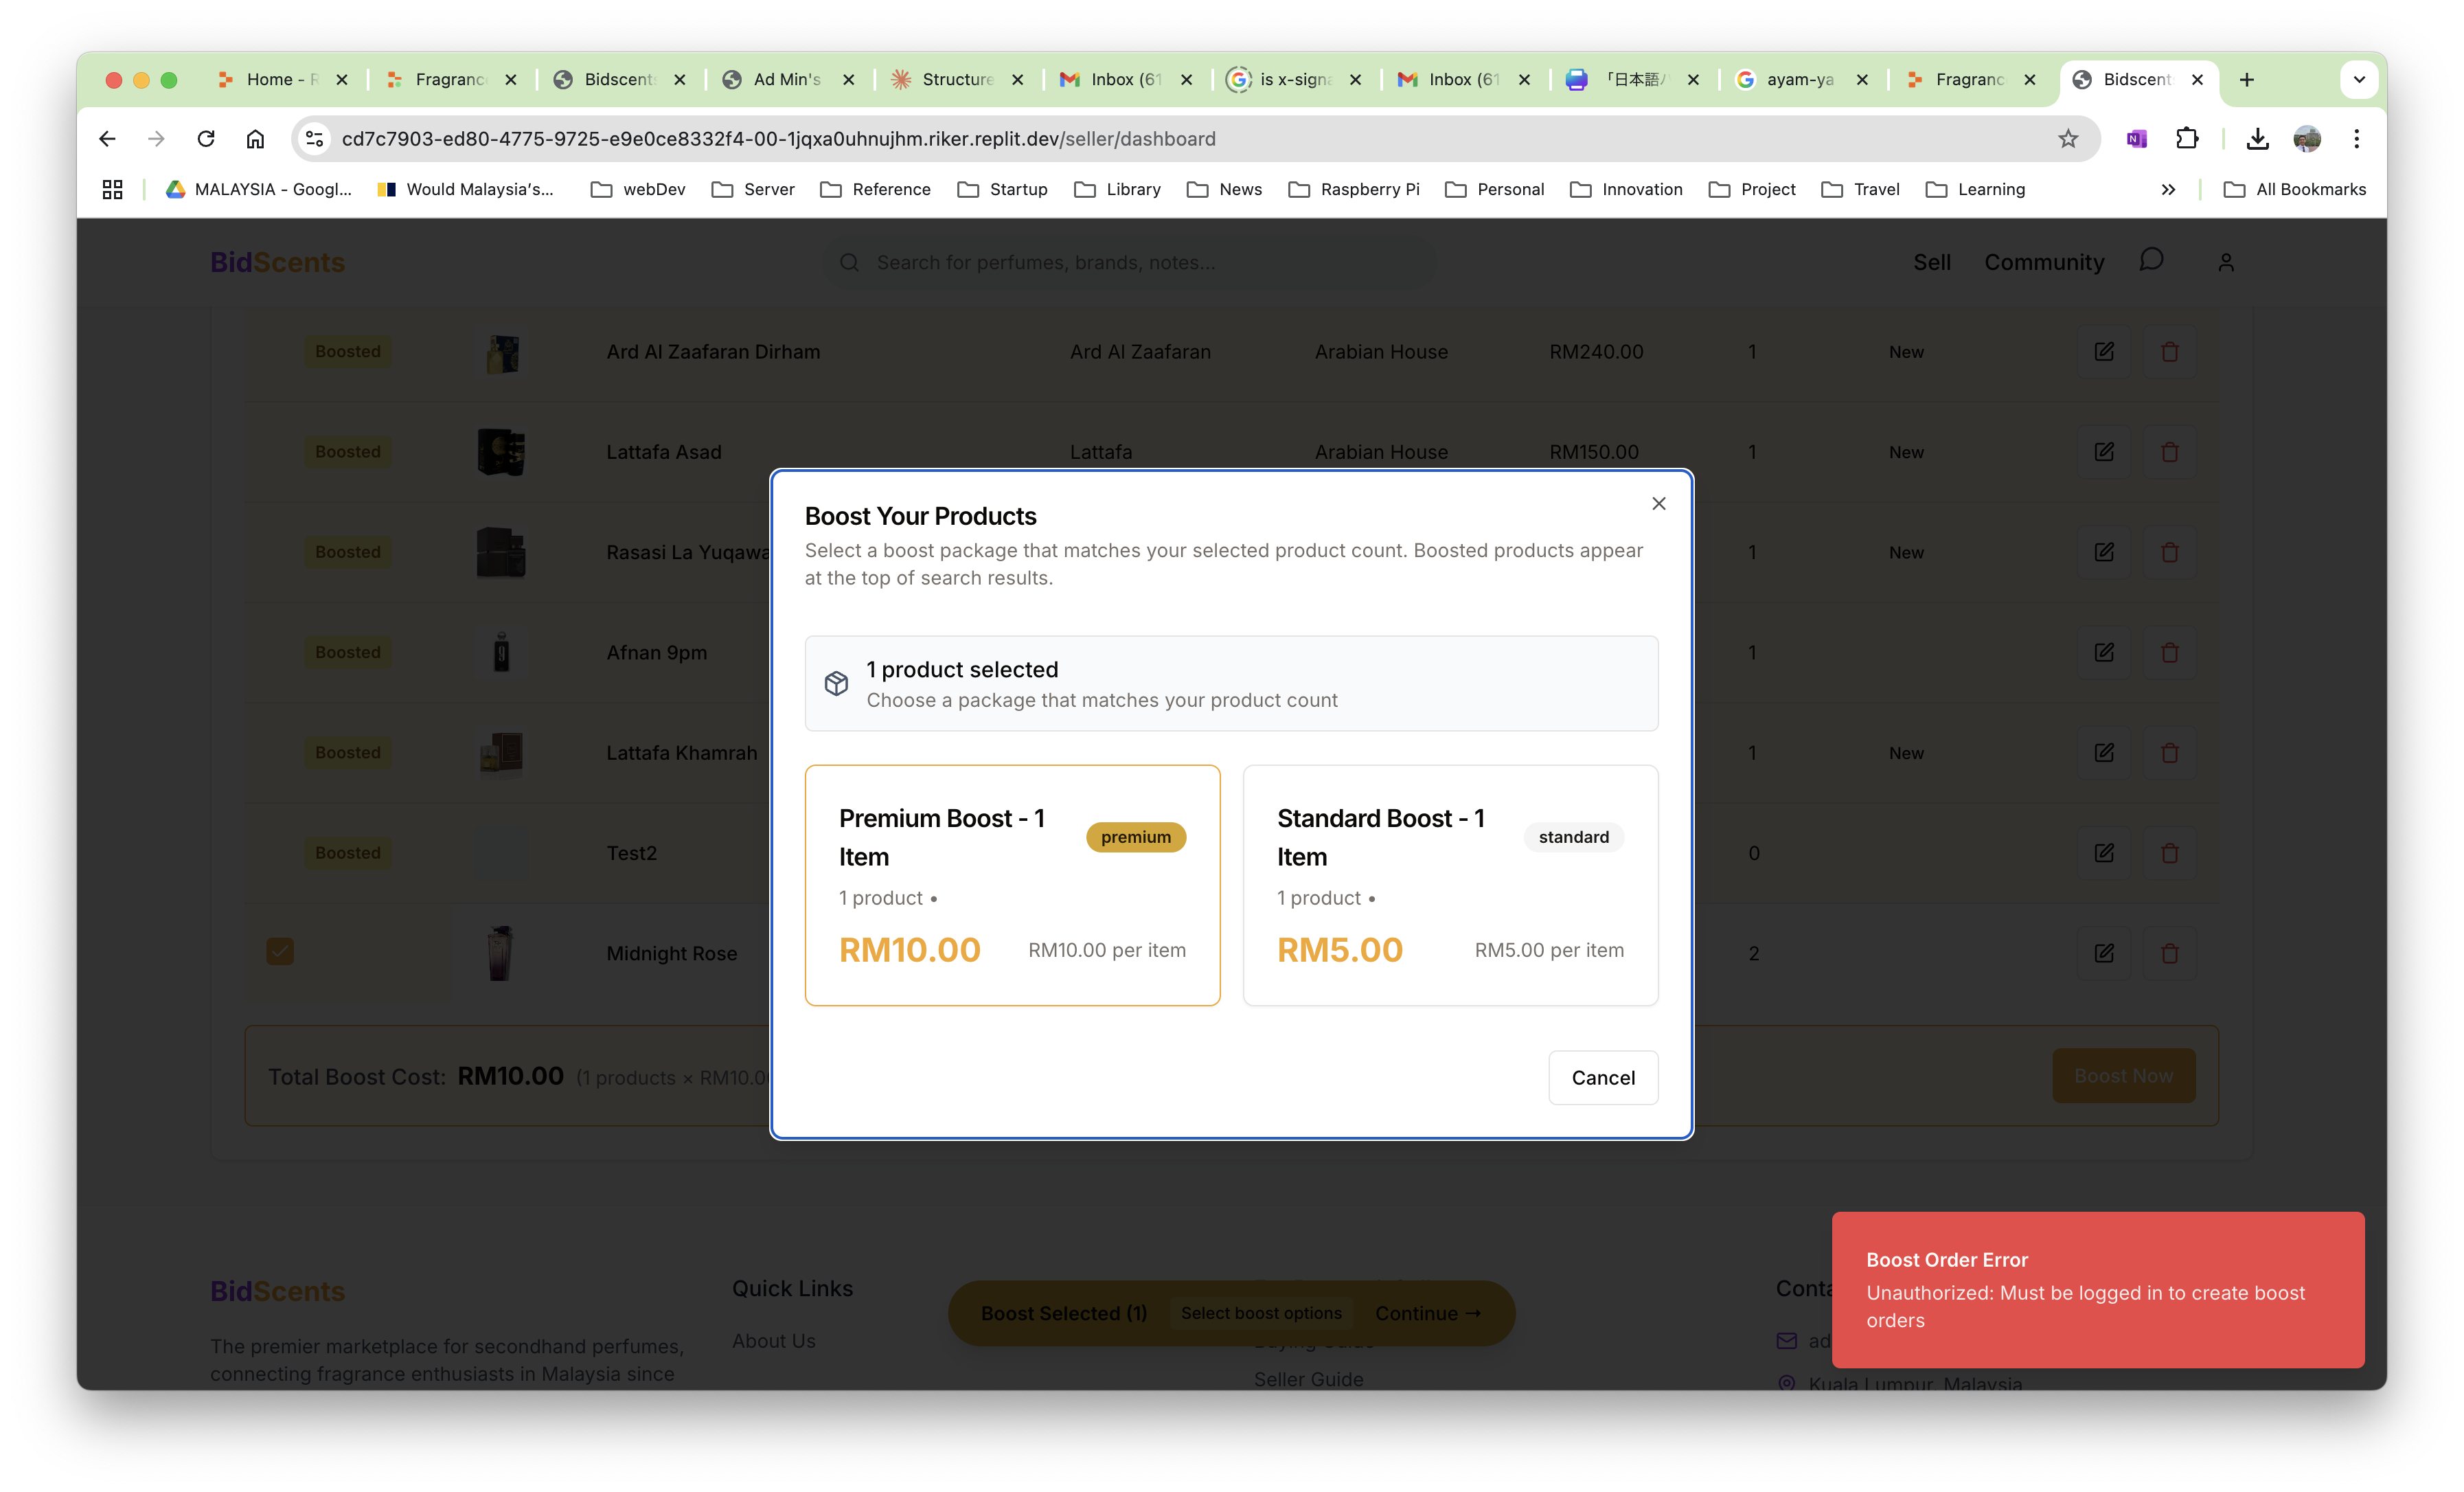 Home - R
Fragranc
Bidscent
Ad Min's
Structure
Inbox (61
is x-sign
Inbox (61
「日本語ハ
ayam-ya
Fragranc
Bidscent
cd7c7903-ed80-4775-9725-e9e0ce8332f4-00-1jqxa0uhnujhm.riker.replit.dev/seller/dashboard
MALAYSIA - Googl...
Would Malaysia's...
webDev
Server
Reference
Startup
Library
News
Raspberry Pi
Personal
Innovation
Project
Travel
Learning
All Bookmarks
BidScents
Search for perfumes, brands, notes...
Sell
Community
Boosted Ard Al Zaafaran Dirham Ard Al Zaafaran Arabian House RM240.00 1 New
Boosted Lattafa Asad Lattafa Arabian House RM150.00 1 New
Boosted Rasasi La Yuqawa 1 New
Boosted 9 Afnan 9pm 1
Boosted Lattafa Khamrah 1 New
Boosted Test2 0
Midnight Rose 2
Boost Your Products
Select a boost package that matches your selected product count. Boosted products appear
at the top of search results.
1 product selected
Choose a package that matches your product count
Premium Boost - 1
Item
premium
1 product •
RM10.00 RM10.00 per item
Standard Boost - 1
Item
standard
1 product •
RM5.00 RM5.00 per item
Cancel
Total Boost Cost: RM10.00 (1 products × RM10.0
Boost Now
BidScents
The premier marketplace for secondhand perfumes,
connecting fragrance enthusiasts in Malaysia since
Quick Links
About Us
Boost Selected (1) Select boost options Continue →
Buying Guide
Seller Guide
Conta
ad
Kuala Lumpur, Malaysia
Boost Order Error
Unauthorized: Must be logged in to create boost
orders